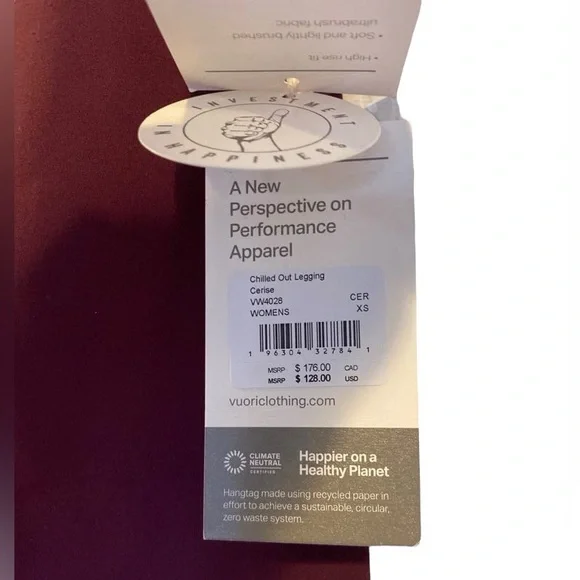 • High rise fit
• Soft and lightly brushed
ultrabrush fabric
INVESTMENT
IN HAPPINESS
A New
Perspective on
Performance
Apparel
Chilled Out Legging
Cerise
VW4028 CER
WOMENS XS
1 96304 32784 1
MSRP $ 176.00 CAD
MSRP $ 128.00 USD
vuoriclothing.com
CLIMATE
NEUTRAL
CERTIFIED
Happier on a
Healthy Planet
Hangtag made using recycled paper in
effort to achieve a sustainable, circular,
zero waste system.